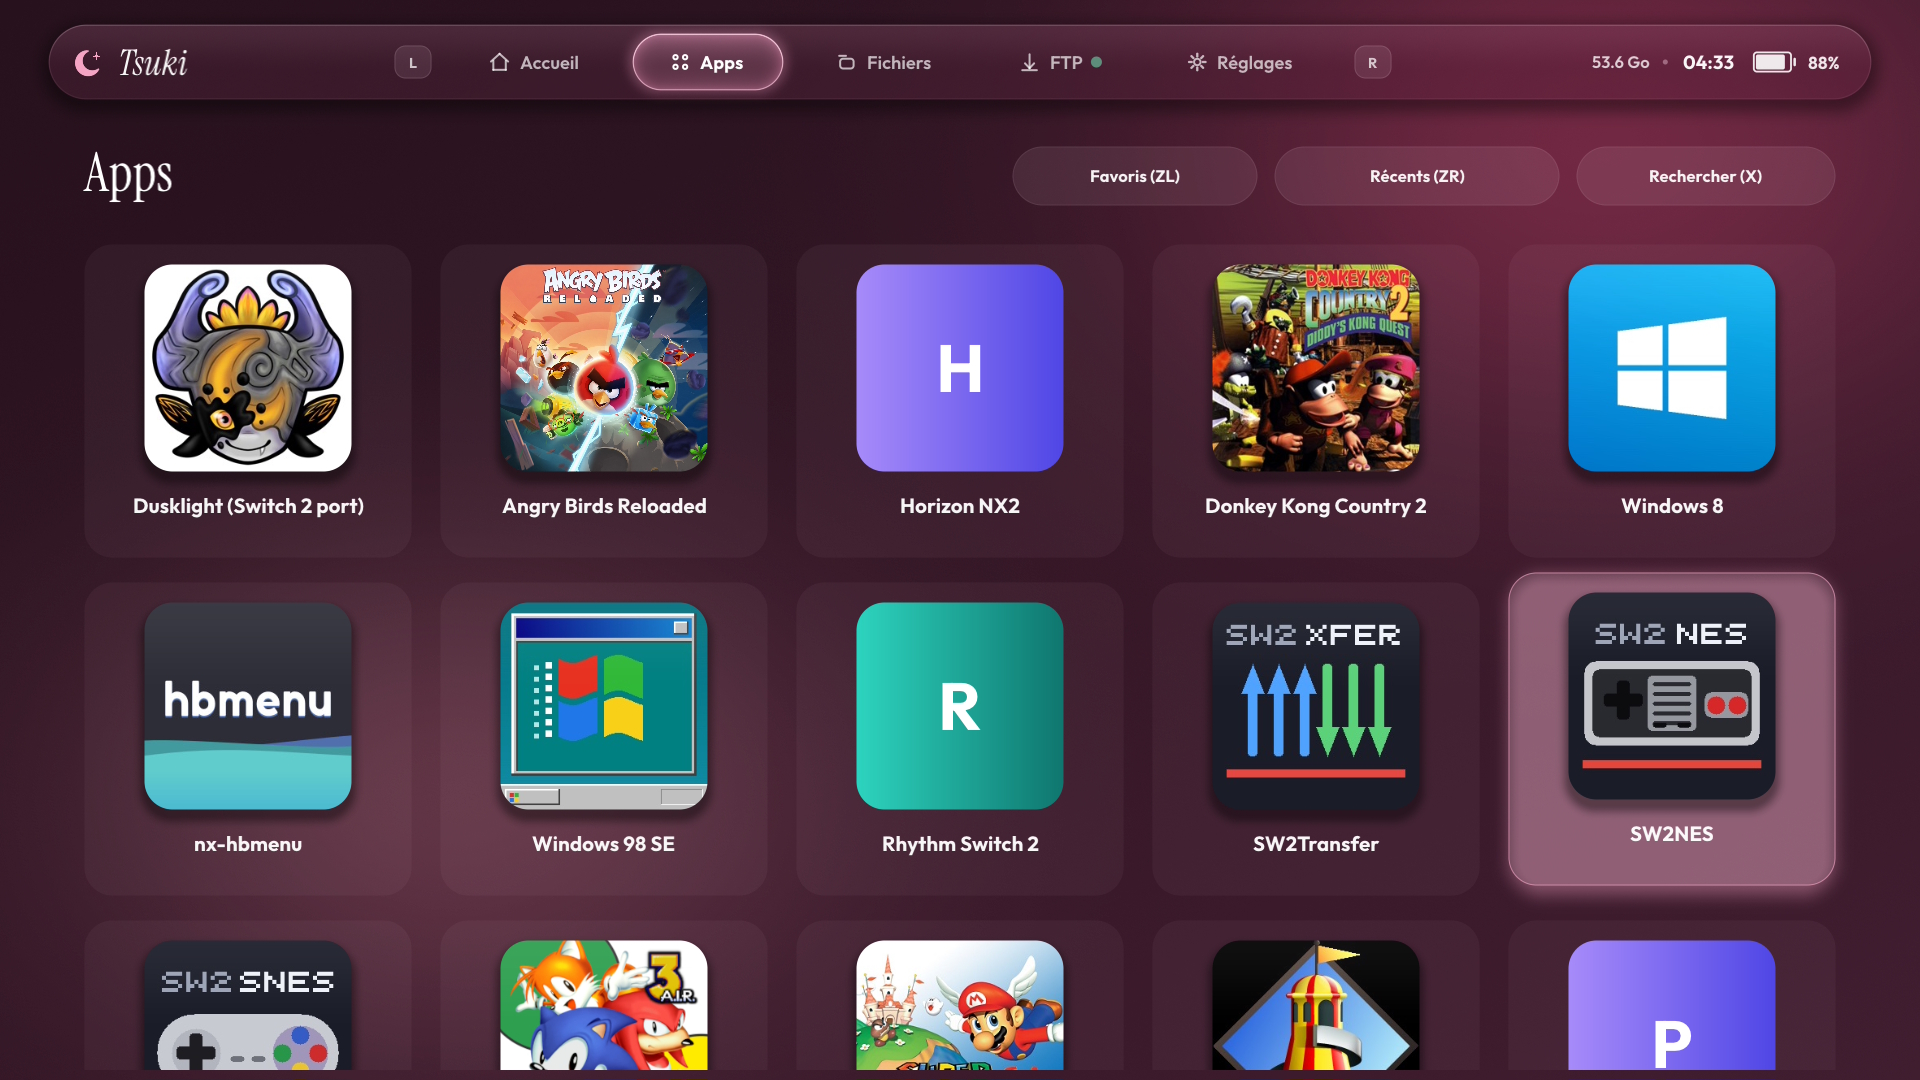 Tsuki
L
Accueil
Apps
Fichiers
FTP
Réglages
R
53.6 Go • 04:33 88%
Apps
Favoris (ZL)
Récents (ZR)
Rechercher (X)
ANGRY BIRDS
RELOADED
H
DONKEY KONG
COUNTRY 2
DIDDY'S KONG QUEST
Dusklight (Switch 2 port)
Angry Birds Reloaded
Horizon NX2
Donkey Kong Country 2
Windows 8
hbmenu
R
SW2 XFER
SW2 NES
nx-hbmenu
Windows 98 SE
Rhythm Switch 2
SW2Transfer
SW2NES
SW2 SNES
3
A.I.R.
M
SUPER
P